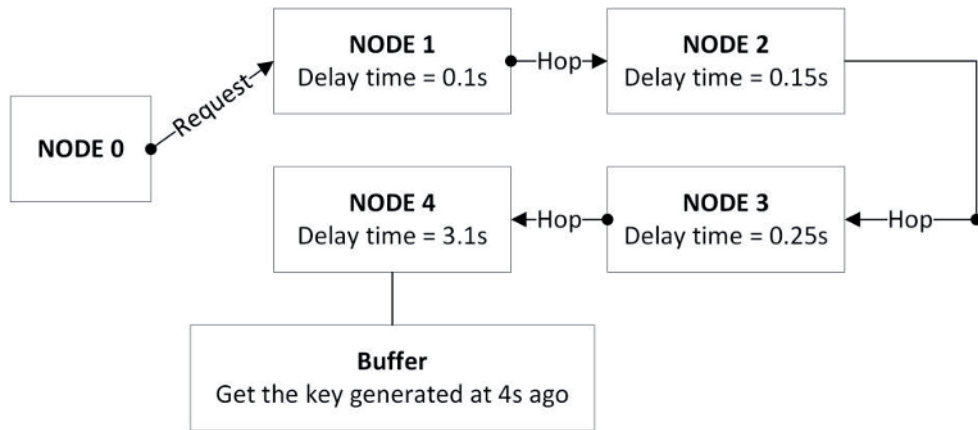 NODE 0
Request
NODE 1
Delay time = 0.1s
Hop
NODE 2
Delay time = 0.15s
Hop
NODE 3
Delay time = 0.25s
Hop
NODE 4
Delay time = 3.1s
Buffer
Get the key generated at 4s ago